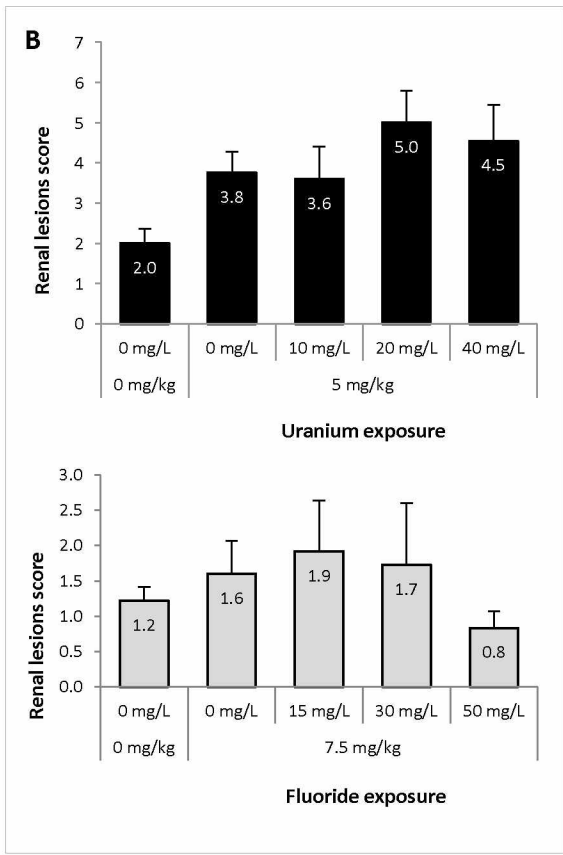 B
7
6
5
4
3
2
1
0
Renal lesions score
2.0
3.8
3.6
5.0
4.5
0 mg/L 0 mg/L 10 mg/L 20 mg/L 40 mg/L
0 mg/kg 5 mg/kg
Uranium exposure
3.0
2.5
2.0
1.5
1.0
0.5
0.0
Renal lesions score
1.2
1.6
1.9
1.7
0.8
0 mg/L 0 mg/L 15 mg/L 30 mg/L 50 mg/L
0 mg/kg 7.5 mg/kg
Fluoride exposure